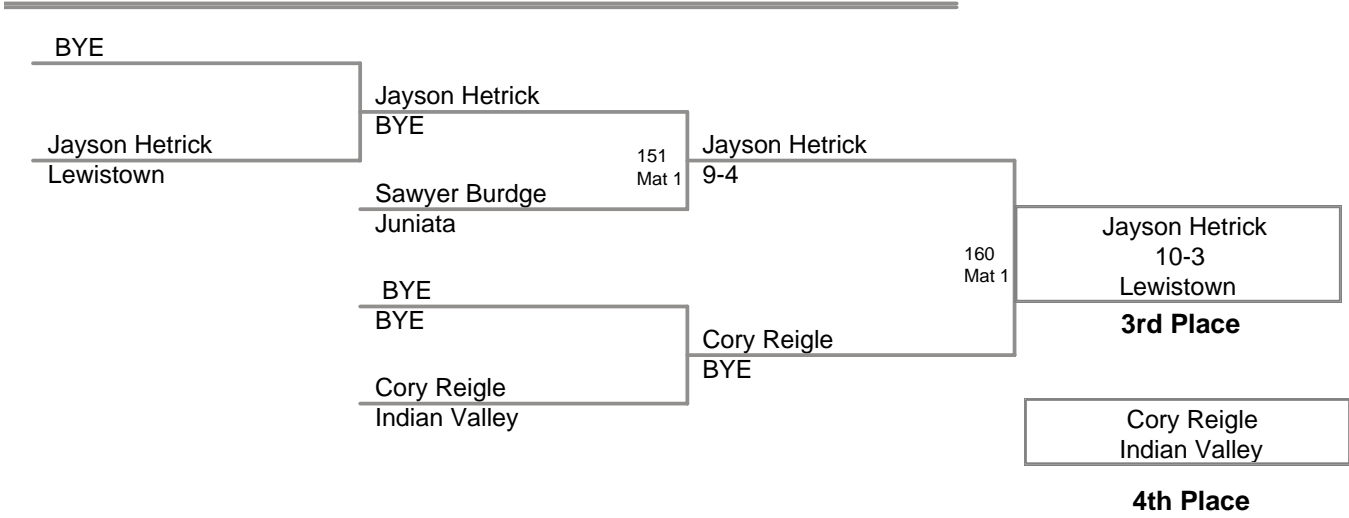 BYE
Jayson Hetrick
Lewistown
Jayson Hetrick
BYE
Sawyer Burdge
Juniata
151
Mat 1
BYE
BYE
Cory Reigle
Indian Valley
Jayson Hetrick
9-4
Cory Reigle
BYE
160
Mat 1
Jayson Hetrick
10-3
Lewistown
3rd Place
Cory Reigle
Indian Valley
4th Place